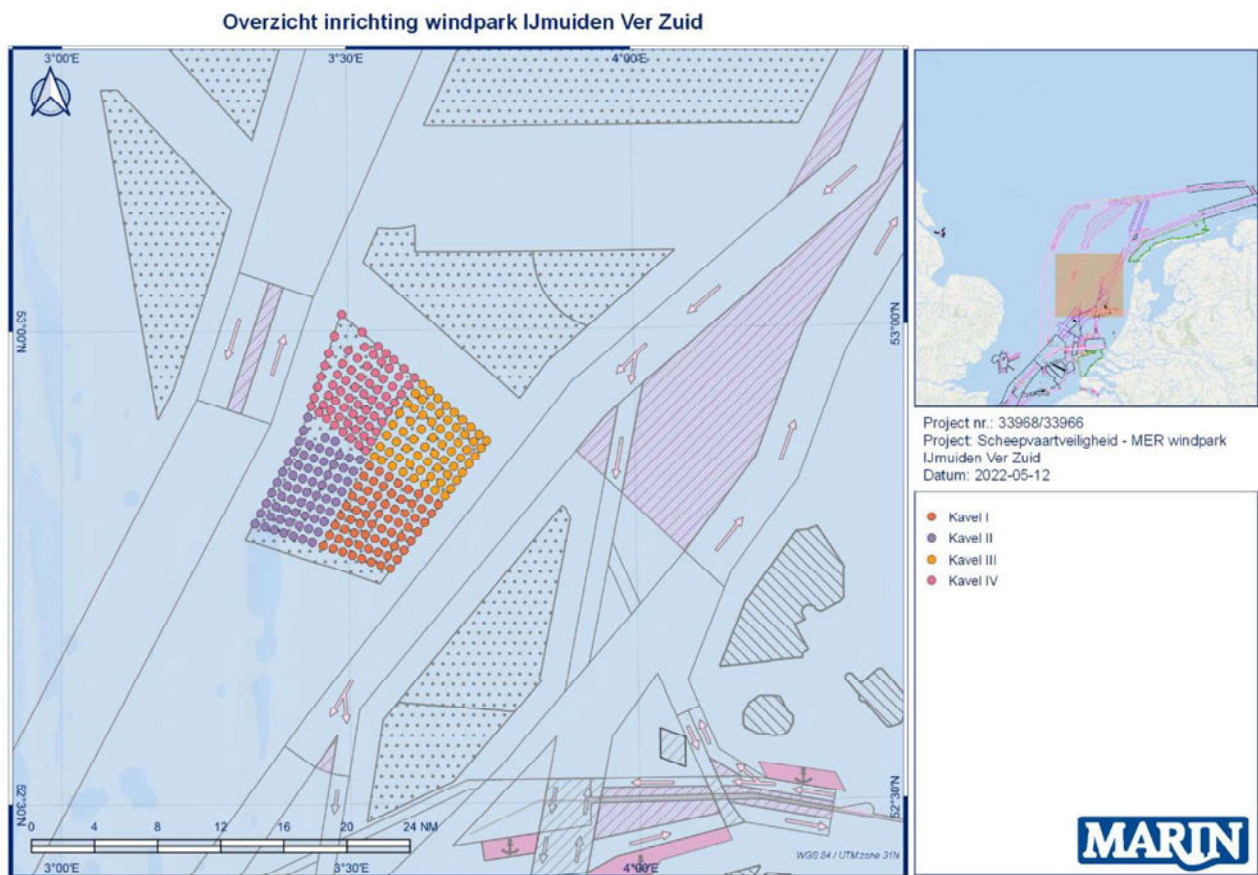 Overzicht inrichting windpark IJmuiden Ver Zuid
3°00'E
3°30'E
4°00'E
53°00'N
53°00'N
52°30'N
52°30'N
0 4 8 12 16 20 24 NM
3°00'E
3°30'E
4°00'E
WGS 84 / UTM zone 31N
Project nr.: 33968/33966
Project: Scheepvaartveiligheid - MER windpark
IJmuiden Ver Zuid
Datum: 2022-05-12
Kavel I
Kavel II
Kavel III
Kavel IV
MARIN